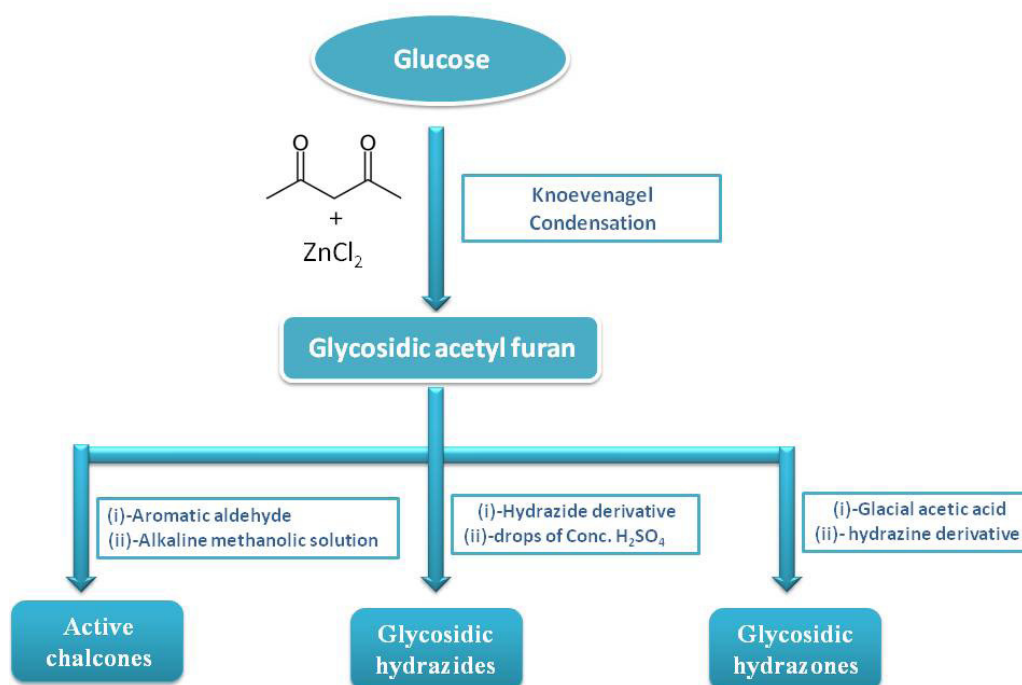 Glucose
O O
+
ZnCl₂
Knoevenagel
Condensation
Glycosidic acetyl furan
(i)-Aromatic aldehyde
(ii)-Alkaline methanolic solution
(i)-Hydrazide derivative
(ii)-drops of Conc. H₂SO₄
(i)-Glacial acetic acid
(ii)- hydrazine derivative
Active
chalcones
Glycosidic
hydrazides
Glycosidic
hydrazones